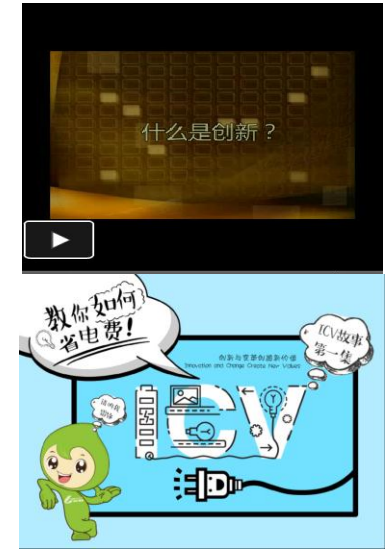 什么是创新？
教你如何
省电费！
创新与变革创造新价值
Innovation and Change Create New Values
ICV故事
第一集
ICV